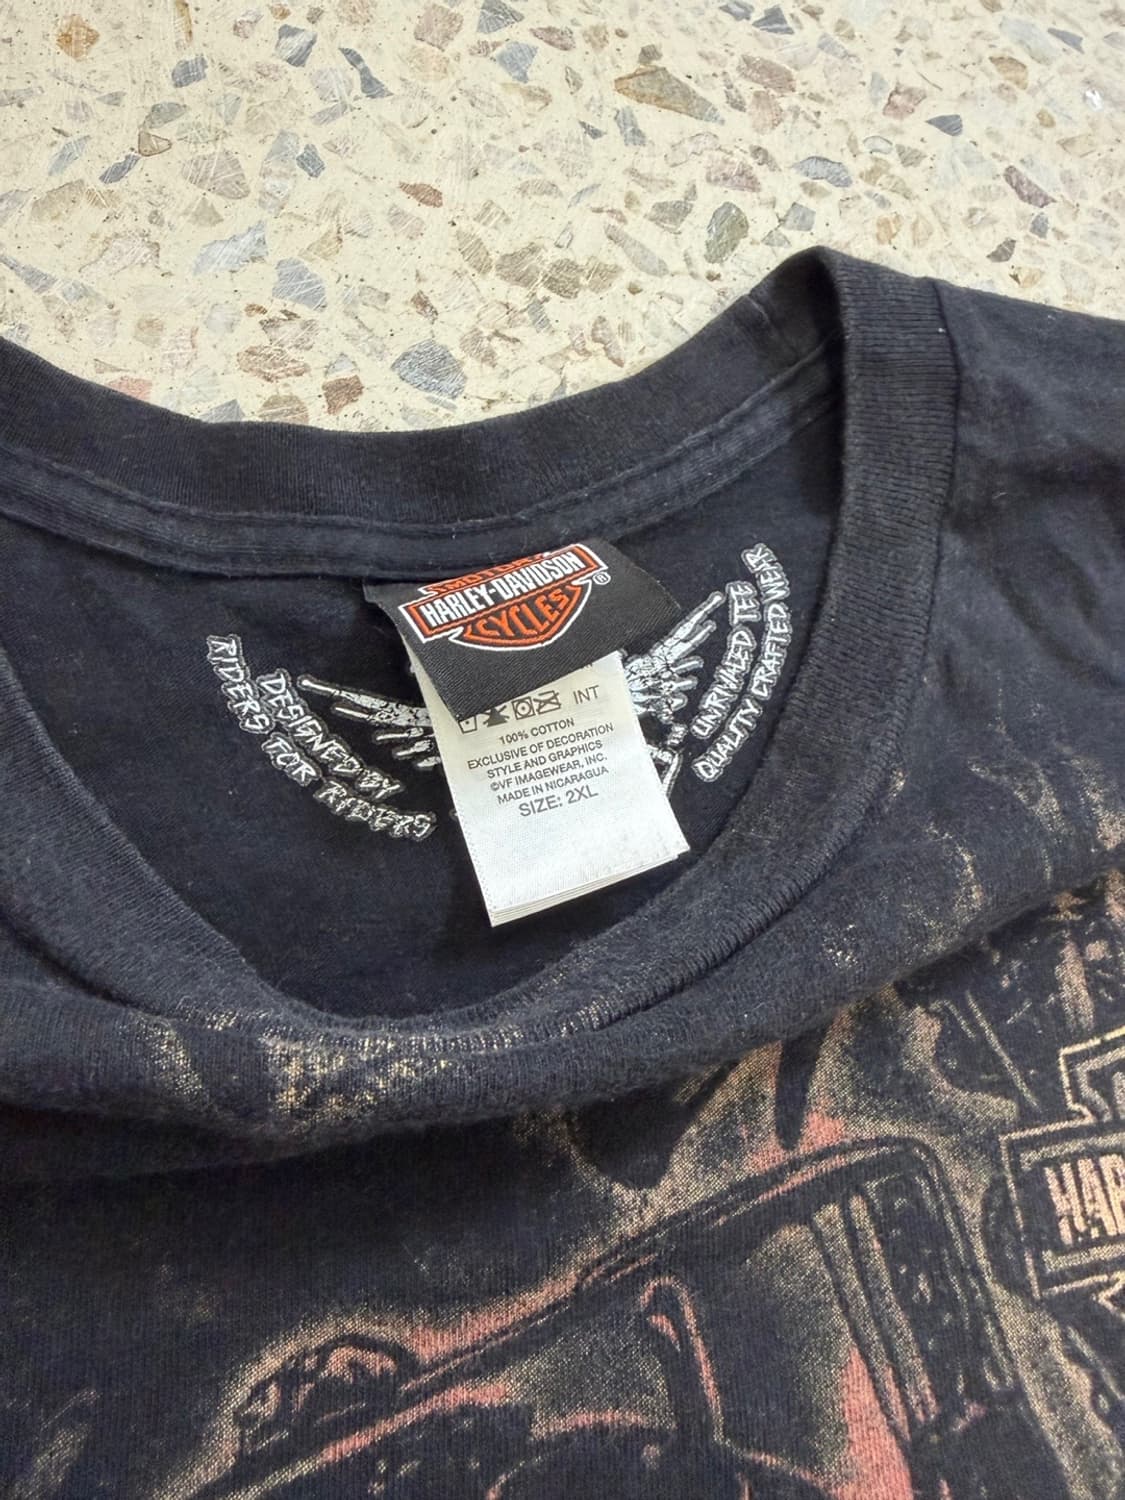 MOTOR
HARLEY-DAVIDSON
CYCLES
®
INT
100% COTTON
EXCLUSIVE OF DECORATION
STYLE AND GRAPHICS
©VF IMAGEWEAR, INC.
MADE IN NICARAGUA
SIZE: 2XL
DESIGNED BY
RIDERS FOR RIDERS
UNRIVALED TEE
QUALITY CRAFTED WEAR
HAR